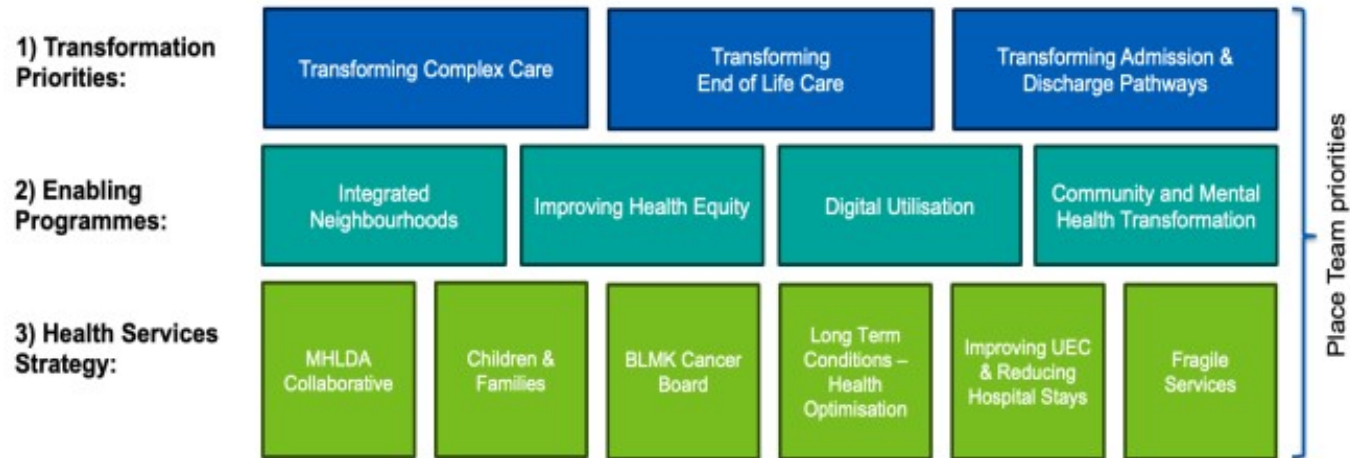 1) Transformation
Priorities:
Transforming Complex Care
Transforming
End of Life Care
Transforming Admission &
Discharge Pathways
2) Enabling
Programmes:
Integrated
Neighbourhoods
Improving Health Equity
Digital Utilisation
Community and Mental
Health Transformation
3) Health Services
Strategy:
MHLDA
Collaborative
Children &
Families
BLMK Cancer
Board
Long Term
Conditions –
Health
Optimisation
Improving UEC
& Reducing
Hospital Stays
Fragile
Services
Place Team priorities